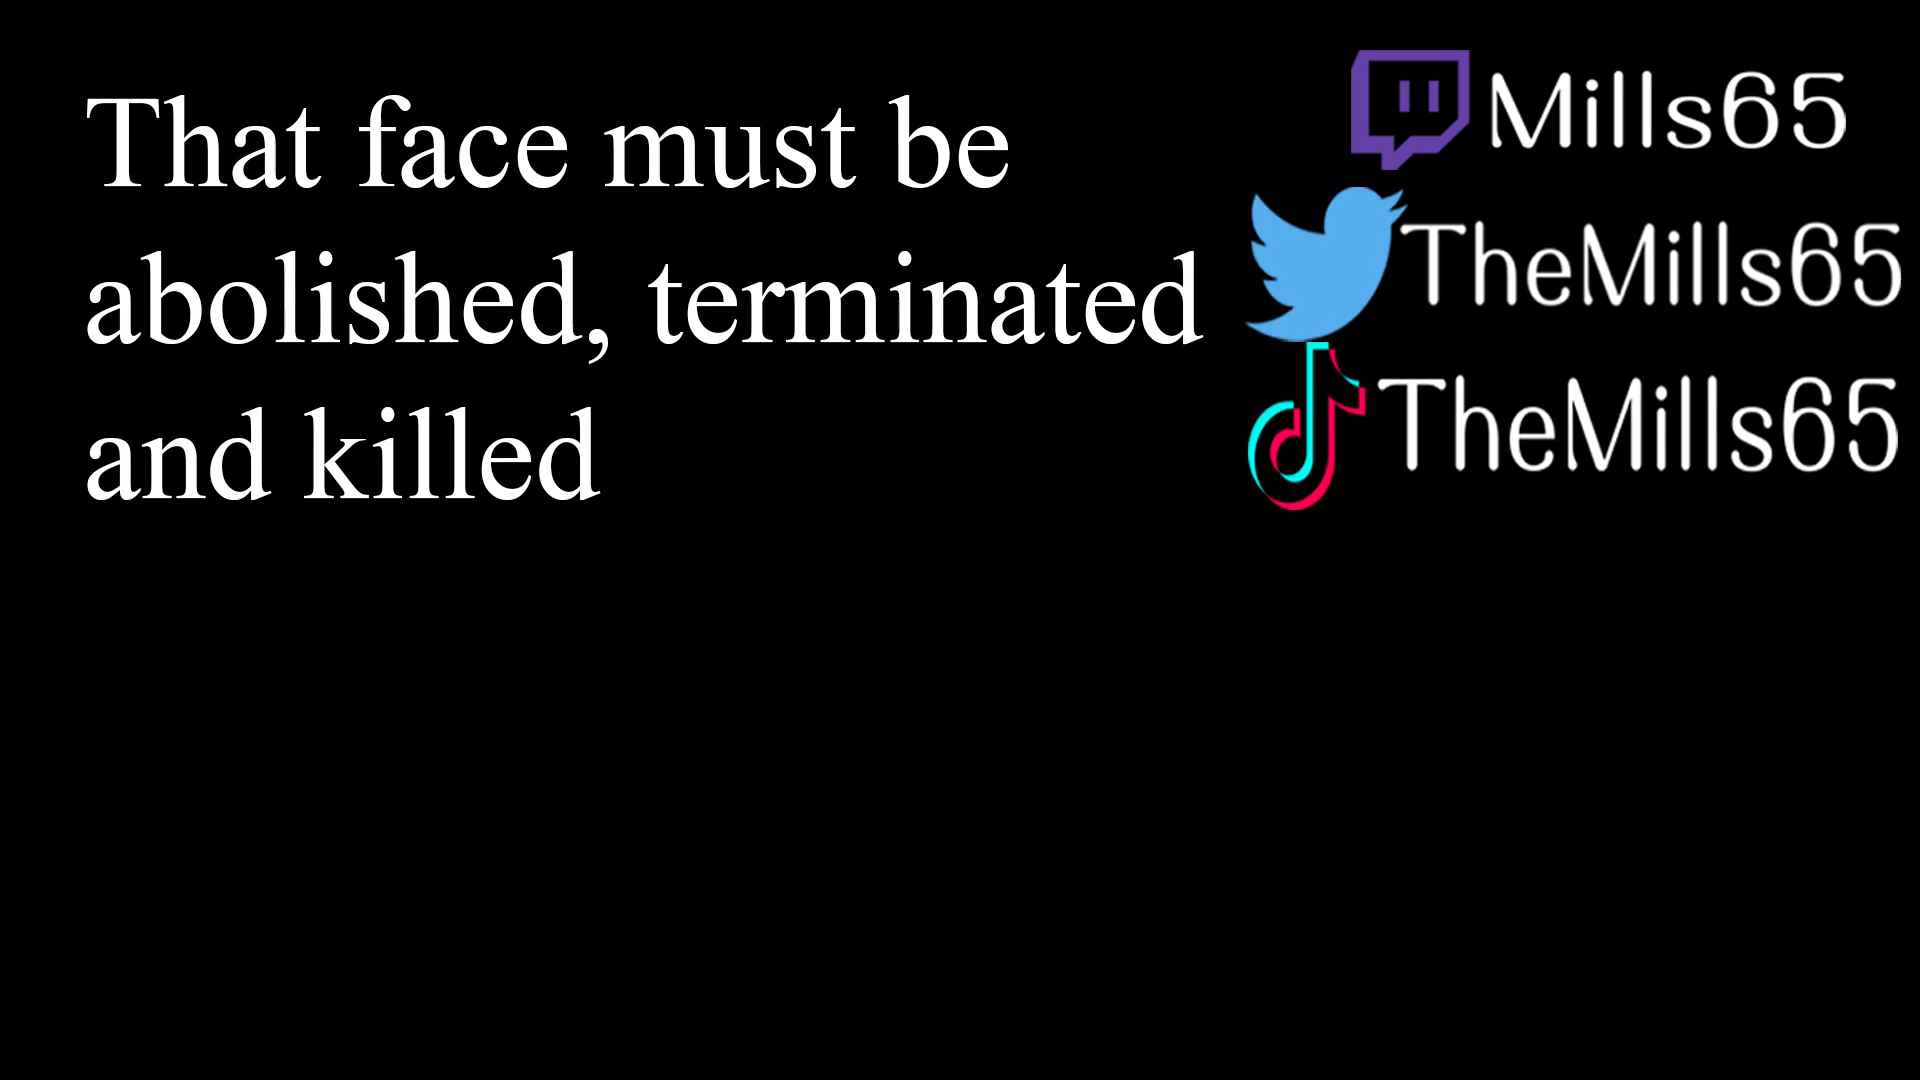 That face must be
abolished, terminated
and killed
Mills65
TheMills65
TheMills65